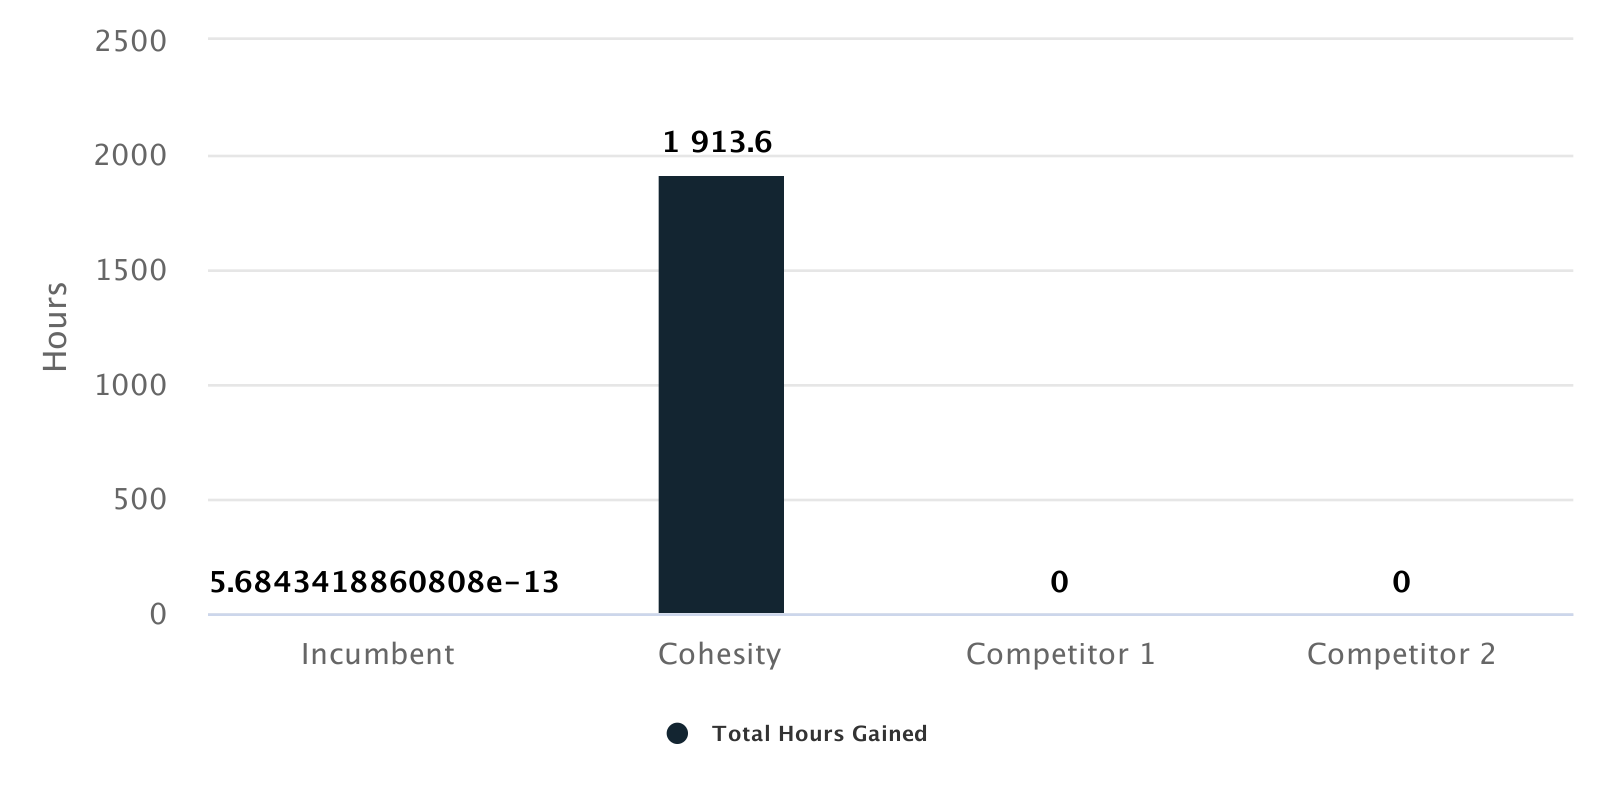 2500
2000
1500
1000
500
0
Hours
1 913.6
5.6843418860808e-13
0
0
Incumbent
Cohesity
Competitor 1
Competitor 2
Total Hours Gained